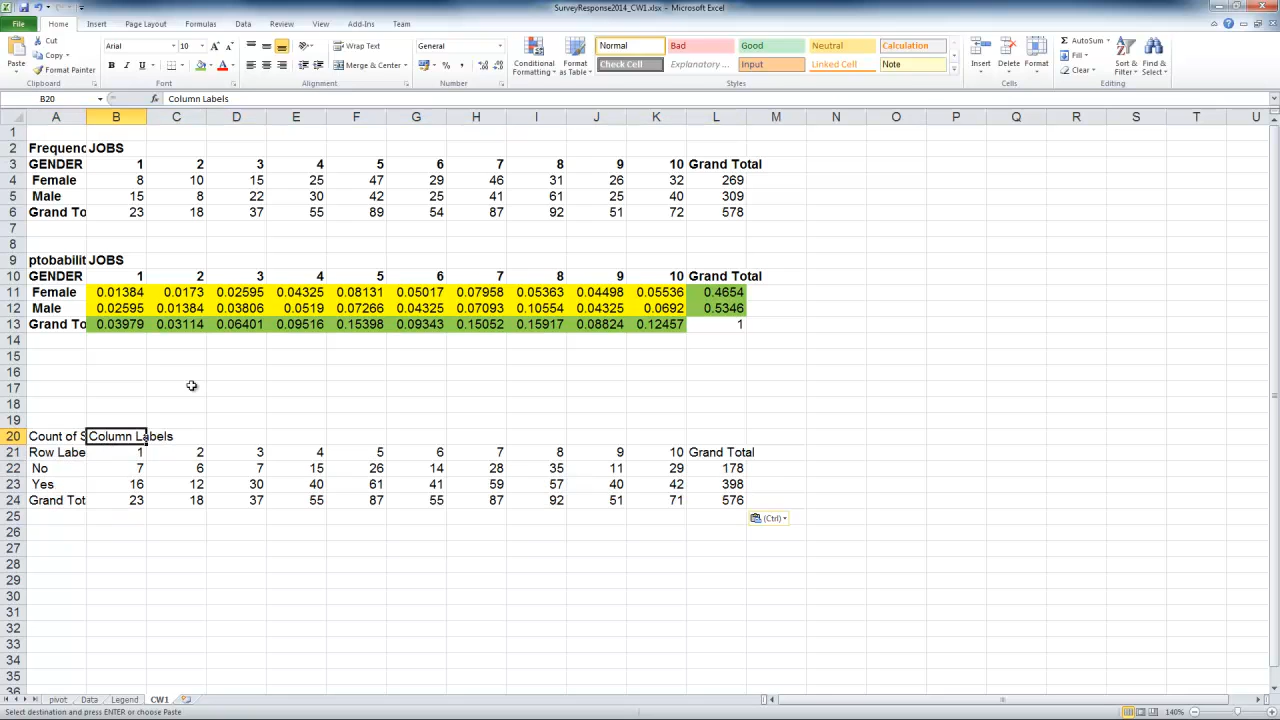 SurveyResponse2014_CW1.xlsx - Microsoft Excel
File Home Insert Page Layout Formulas Data Review View Add-Ins Team
Paste Cut Copy Format Painter Clipboard
Arial 10 B I U Font
Wrap Text Merge & Center Alignment
General % , Number
Conditional Formatting Format as Table
Normal Bad Good Neutral Calculation
Check Cell Explanatory... Input Linked Cell Note
Styles
Insert Delete Format Cells
AutoSum Fill Clear Sort & Filter Find & Select Editing
B20 fx Column Labels
A B C D E F G H I J K L M N O P Q R S T U
1
2 Frequenc JOBS
3 GENDER 1 2 3 4 5 6 7 8 9 10 Grand Total
4 Female 8 10 15 25 47 29 46 31 26 32 269
5 Male 15 8 22 30 42 25 41 61 25 40 309
6 Grand To 23 18 37 55 89 54 87 92 51 72 578
7
8
9 ptobabilit JOBS
10 GENDER 1 2 3 4 5 6 7 8 9 10 Grand Total
11 Female 0.01384 0.0173 0.02595 0.04325 0.08131 0.05017 0.07958 0.05363 0.04498 0.05536 0.4654
12 Male 0.02595 0.01384 0.03806 0.0519 0.07266 0.04325 0.07093 0.10554 0.04325 0.0692 0.5346
13 Grand To 0.03979 0.03114 0.06401 0.09516 0.15398 0.09343 0.15052 0.15917 0.08824 0.12457 1
14
15
16
17
18
19
20 Count of S Column Labels
21 Row Labe 1 2 3 4 5 6 7 8 9 10 Grand Total
22 No 7 6 7 15 26 14 28 35 11 29 178
23 Yes 16 12 30 40 61 41 59 57 40 42 398
24 Grand Tot 23 18 37 55 87 55 87 92 51 71 576
25 (Ctrl)
26
27
28
29
30
31
32
33
34
35
36
pivot Data Legend CW1
Select destination and press ENTER or choose Paste 140%